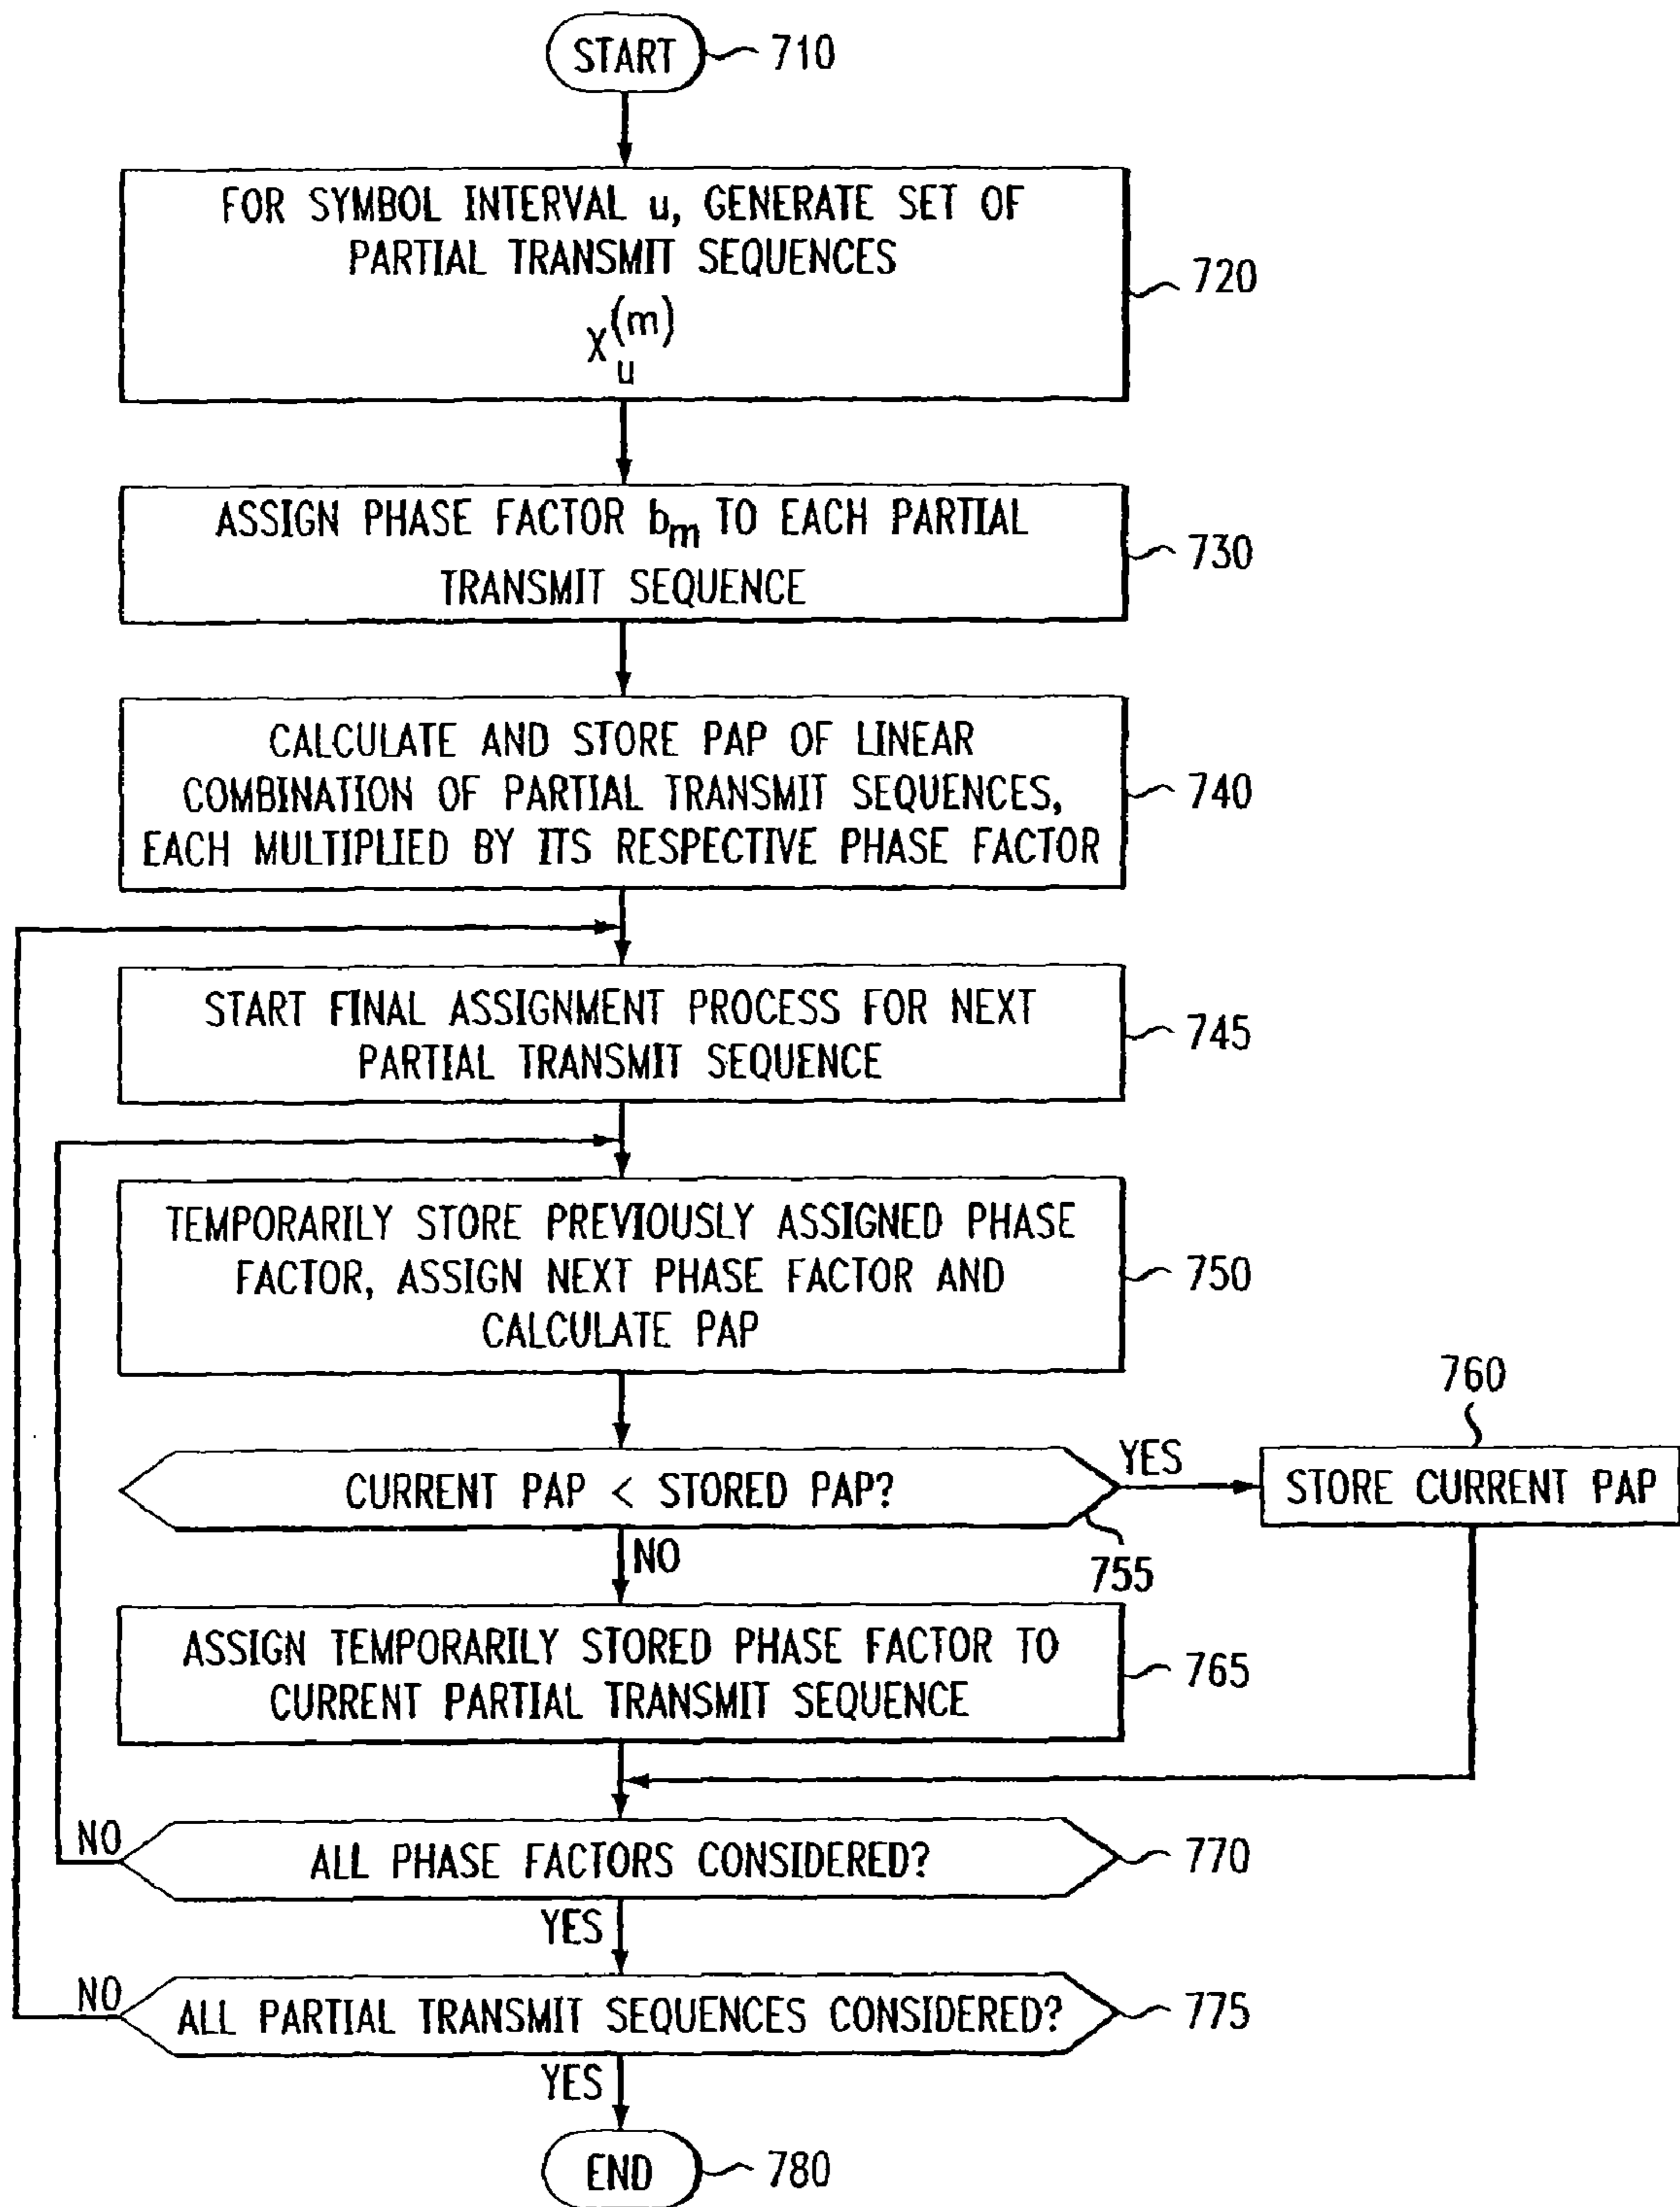 START
710
FOR SYMBOL INTERVAL u, GENERATE SET OF
PARTIAL TRANSMIT SEQUENCES
X_u^(m)
720
ASSIGN PHASE FACTOR b_m TO EACH PARTIAL
TRANSMIT SEQUENCE
730
CALCULATE AND STORE PAP OF LINEAR
COMBINATION OF PARTIAL TRANSMIT SEQUENCES,
EACH MULTIPLIED BY ITS RESPECTIVE PHASE FACTOR
740
START FINAL ASSIGNMENT PROCESS FOR NEXT
PARTIAL TRANSMIT SEQUENCE
745
TEMPORARILY STORE PREVIOUSLY ASSIGNED PHASE
FACTOR, ASSIGN NEXT PHASE FACTOR AND
CALCULATE PAP
750
CURRENT PAP < STORED PAP?
755
YES
760
STORE CURRENT PAP
NO
ASSIGN TEMPORARILY STORED PHASE FACTOR TO
CURRENT PARTIAL TRANSMIT SEQUENCE
765
NO
ALL PHASE FACTORS CONSIDERED?
770
YES
NO
ALL PARTIAL TRANSMIT SEQUENCES CONSIDERED?
775
YES
END
780